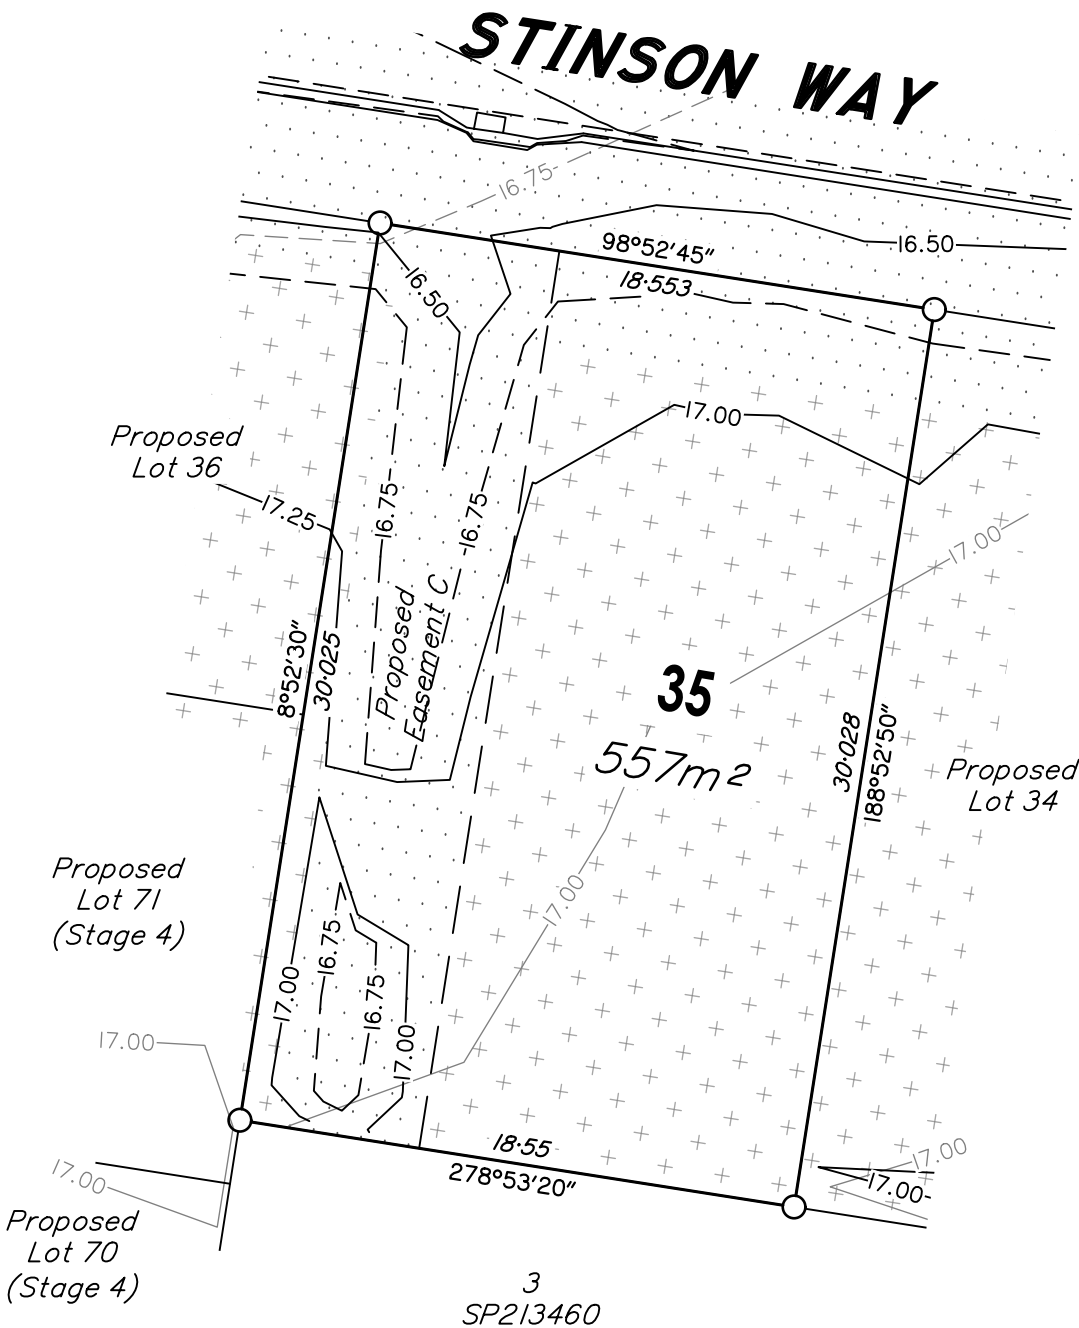 STINSON WAY
16.75
16.50
98°52'45"
18·553
16.50
17.00
Proposed
Lot 36
17.25
16.75
16.75
17.00
Proposed
Easement C
8°52'30"
30·025
35
557m²
30·028
188°52'50"
Proposed
Lot 34
Proposed
Lot 71
(Stage 4)
17.00
16.75
17.00
16.75
17.00
17.00
18·55
278°53'20"
17.00
17.00
17.00
Proposed
Lot 70
(Stage 4)
3
SP213460